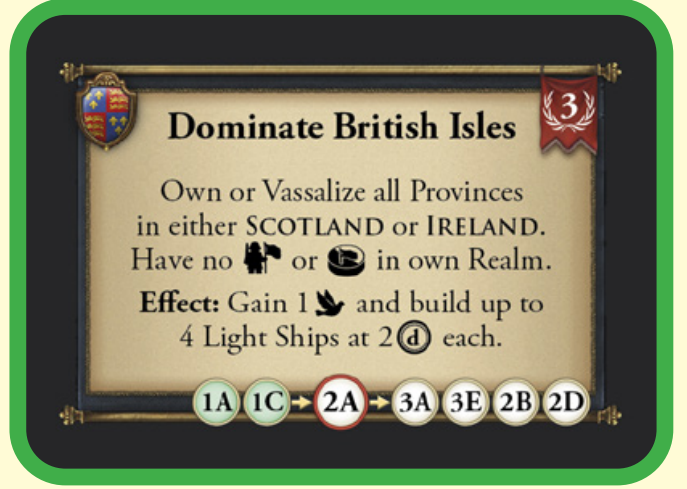 3
Dominate British Isles
Own or Vassalize all Provinces
in either SCOTLAND or IRELAND.
Have no or in own Realm.
Effect: Gain 1 and build up to
4 Light Ships at 2 d each.
1A 1C 2A 3A 3E 2B 2D